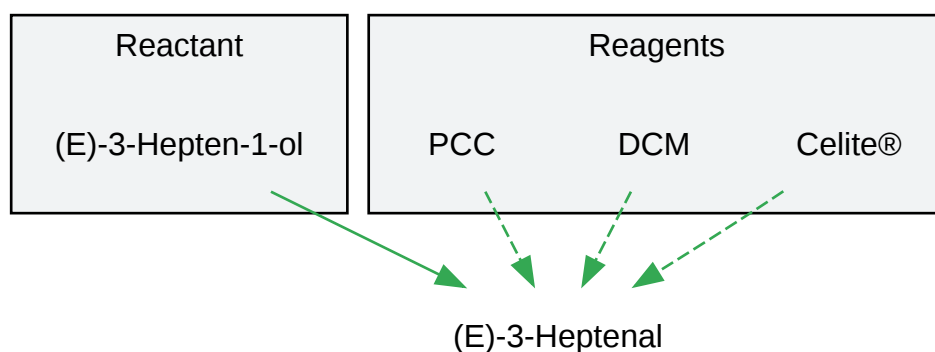 Reactant
Reagents
(E)-3-Hepten-1-ol
PCC
DCM
Celite®
(E)-3-Heptenal